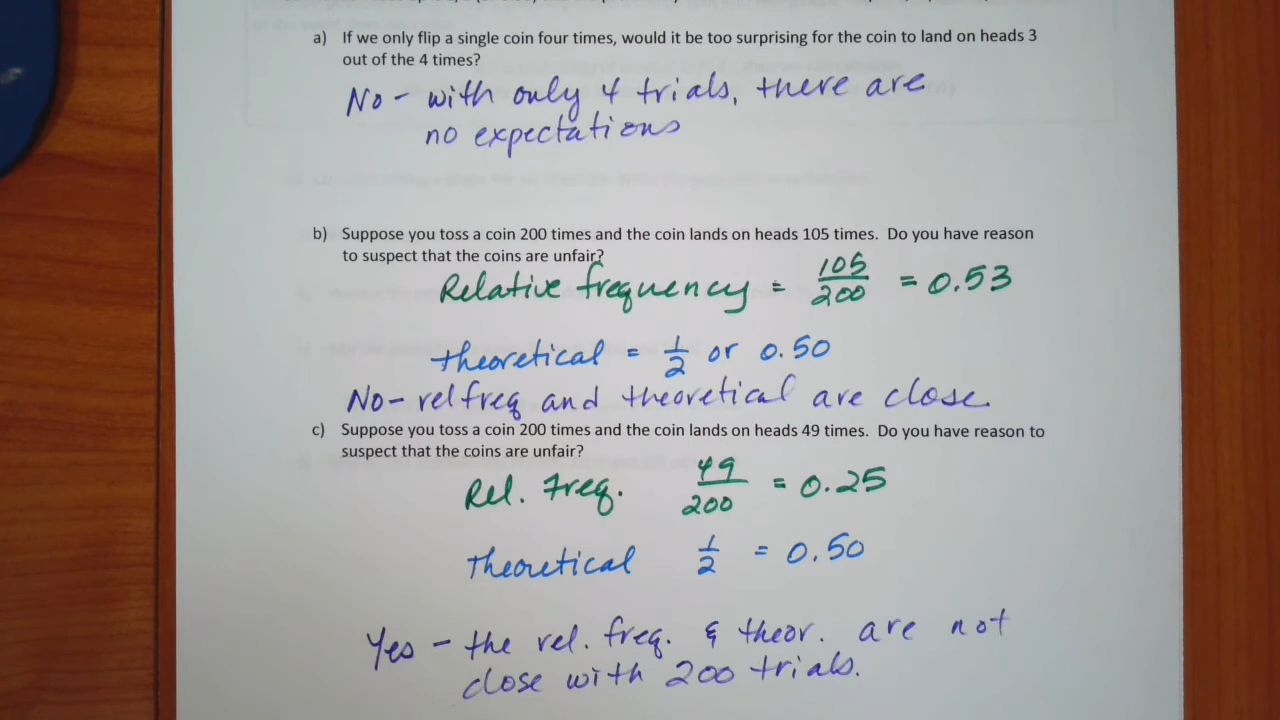 a) If we only flip a single coin four times, would it be too surprising for the coin to land on heads 3
out of the 4 times?
No - with only 4 trials, there are
no expectations
b) Suppose you toss a coin 200 times and the coin lands on heads 105 times. Do you have reason
to suspect that the coins are unfair?
Relative frequency = 105/200 = 0.53
theoretical = 1/2 or 0.50
No - rel freq and theoretical are close.
c) Suppose you toss a coin 200 times and the coin lands on heads 49 times. Do you have reason to
suspect that the coins are unfair?
Rel. Freq. 49/200 = 0.25
Theoretical 1/2 = 0.50
Yes - the rel. freq. & theor. are not
close with 200 trials.